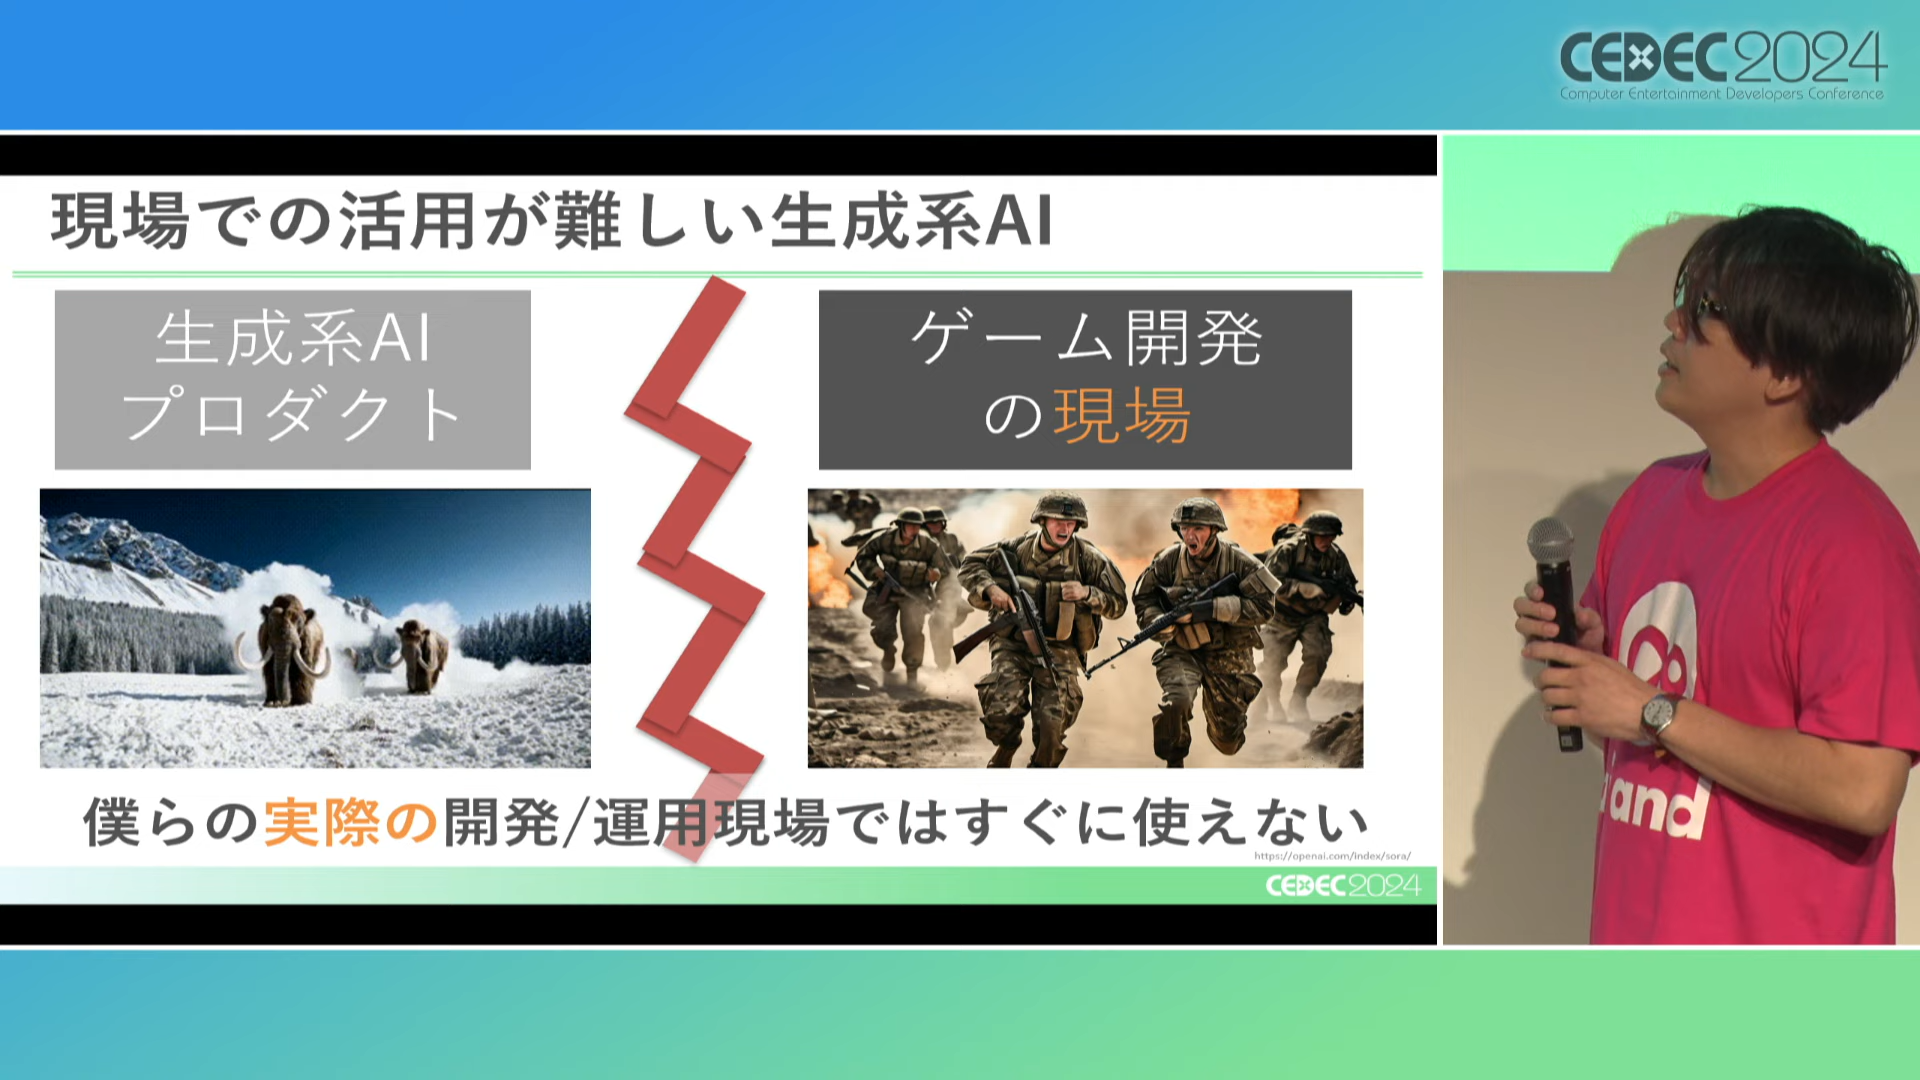 CEDEC2024
Computer Entertainment Developers Conference
現場での活用が難しい生成系AI
生成系AI
プロダクト
ゲーム開発
の現場
僕らの実際の開発/運用現場ではすぐに使えない
https://openai.com/index/sora/
CEDEC2024
and